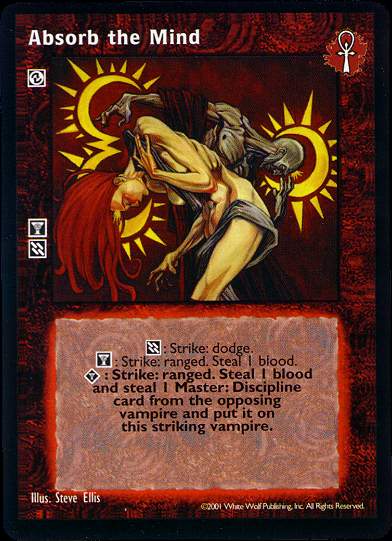 Absorb the Mind
: Strike: dodge.
: Strike: ranged. Steal 1 blood.
: Strike: ranged. Steal 1 blood
and steal 1 Master: Discipline
card from the opposing
vampire and put it on
this striking vampire.
Illus. Steve Ellis
©2001 White Wolf Publishing, Inc. All Rights Reserved.